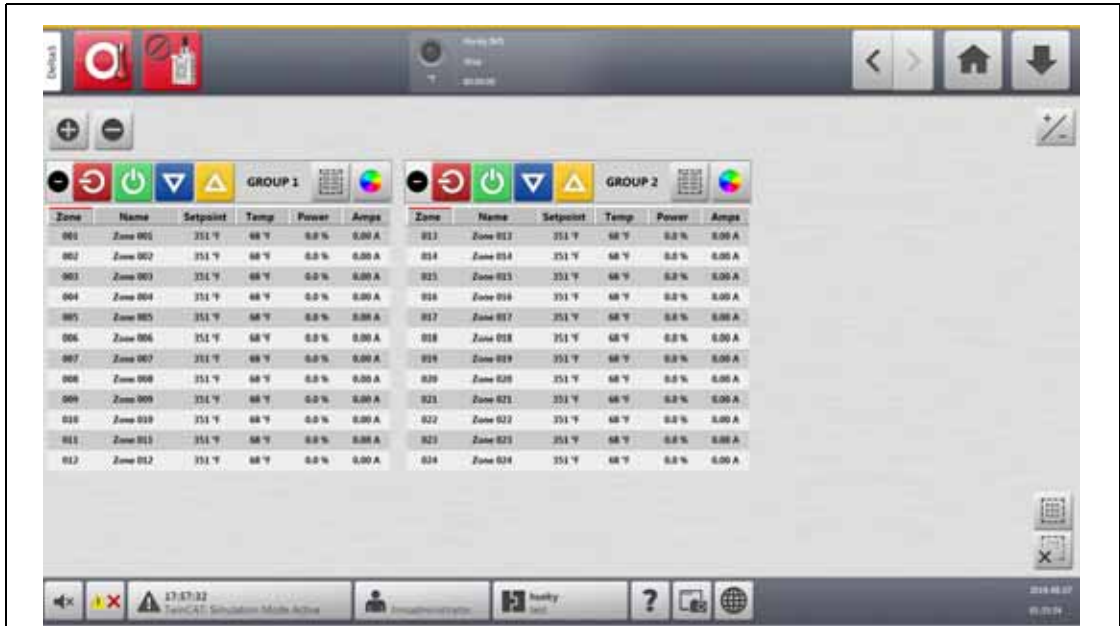 Delta5
GROUP 1
Zone Name Setpoint Temp Power Amps
001 Zone 001 351 °F 68 °F 0.0 % 0.00 A
002 Zone 002 351 °F 68 °F 0.0 % 0.00 A
003 Zone 003 351 °F 68 °F 0.0 % 0.00 A
004 Zone 004 351 °F 68 °F 0.0 % 0.00 A
005 Zone 005 351 °F 68 °F 0.0 % 0.00 A
006 Zone 006 351 °F 68 °F 0.0 % 0.00 A
007 Zone 007 351 °F 68 °F 0.0 % 0.00 A
008 Zone 008 351 °F 68 °F 0.0 % 0.00 A
009 Zone 009 351 °F 68 °F 0.0 % 0.00 A
010 Zone 010 351 °F 68 °F 0.0 % 0.00 A
011 Zone 011 351 °F 68 °F 0.0 % 0.00 A
012 Zone 012 351 °F 68 °F 0.0 % 0.00 A
GROUP 2
Zone Name Setpoint Temp Power Amps
013 Zone 013 351 °F 68 °F 0.0 % 0.00 A
014 Zone 014 351 °F 68 °F 0.0 % 0.00 A
015 Zone 015 351 °F 68 °F 0.0 % 0.00 A
016 Zone 016 351 °F 68 °F 0.0 % 0.00 A
017 Zone 017 351 °F 68 °F 0.0 % 0.00 A
018 Zone 018 351 °F 68 °F 0.0 % 0.00 A
019 Zone 019 351 °F 68 °F 0.0 % 0.00 A
020 Zone 020 351 °F 68 °F 0.0 % 0.00 A
021 Zone 021 351 °F 68 °F 0.0 % 0.00 A
022 Zone 022 351 °F 68 °F 0.0 % 0.00 A
023 Zone 023 351 °F 68 °F 0.0 % 0.00 A
024 Zone 024 351 °F 68 °F 0.0 % 0.00 A
17:57:32
TwinCAT: Simulation Mode Active
husky
test
?